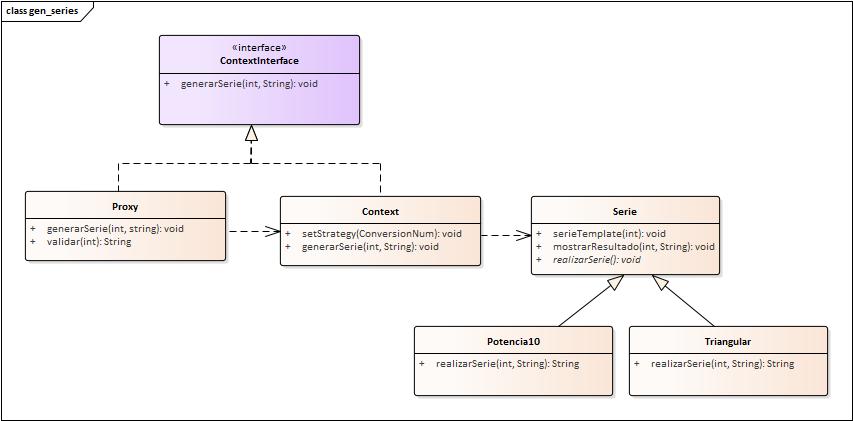 class gen_series
«interface»
ContextInterface
+ generarSerie(int, String): void
Proxy
+ generarSerie(int, string): void
+ validar(int): String
Context
+ setStrategy(ConversionNum): void
+ generarSerie(int, String): void
Serie
+ serieTemplate(int): void
+ mostrarResultado(int, String): void
+ realizarSerie(): void
Potencia10
+ realizarSerie(int, String): String
Triangular
+ realizarSerie(int, String): String